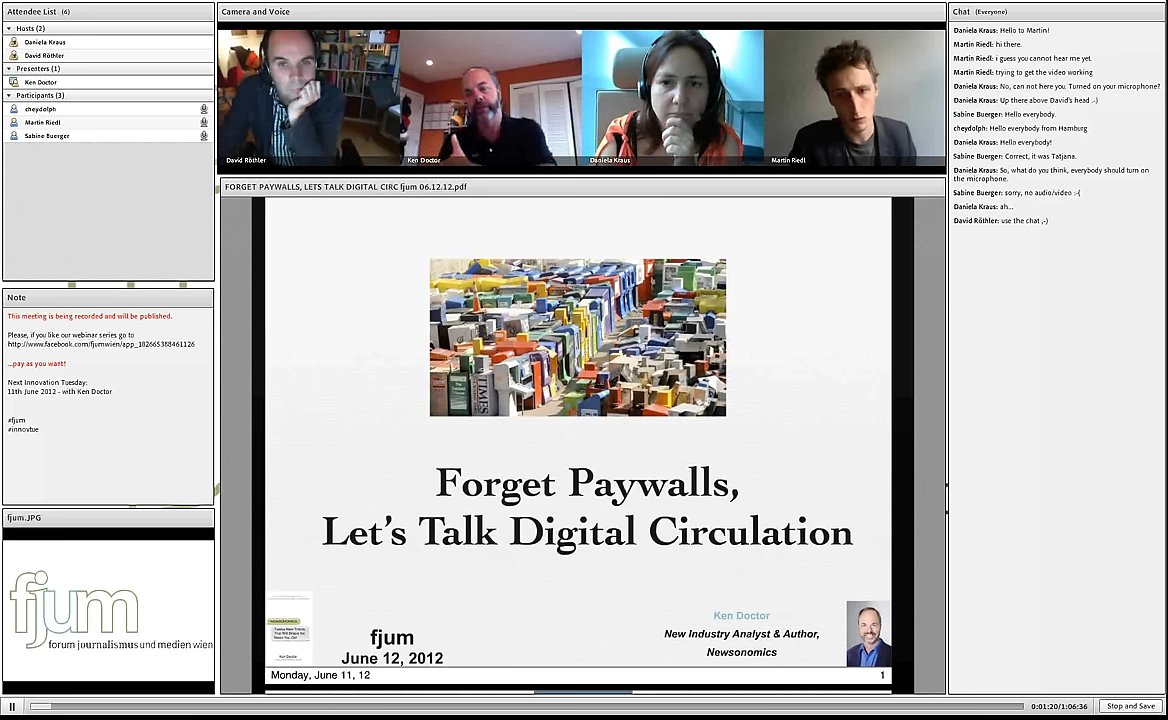 Attendee List (6)
Hosts (2)
Daniela Kraus
David Röthler
Presenters (1)
Ken Doctor
Participants (3)
cheydolph
Martin Riedl
Sabine Buerger
Note
This meeting is being recorded and will be published.
Please, if you like our webinar series go to
http://www.facebook.com/fjumwien/app_182665388461126
...pay as you want!
Next Innovation Tuesday:
11th June 2012 - with Ken Doctor
#fjum
#innovtue
fjum.JPG
fjum
forum journalismus und medien wien
Camera and Voice
David Röthler
Ken Doctor
Daniela Kraus
Martin Riedl
FORGET PAYWALLS, LETS TALK DIGITAL CIRC fjum 06.12.12.pdf
TIMES
Forget Paywalls,
Let's Talk Digital Circulation
NEWSONOMICS
Ken Doctor
fjum
June 12, 2012
Ken Doctor
New Industry Analyst & Author,
Newsonomics
Monday, June 11, 12
1
Chat (Everyone)
Daniela Kraus: Hello to Martin!
Martin Riedl: hi there.
Martin Riedl: i guess you cannot hear me yet.
Martin Riedl: trying to get the video working
Daniela Kraus: No, can not here you. Turned on your microphone?
Daniela Kraus: Up there above David's head :-)
Sabine Buerger: Hello everybody.
cheydolph: Hello everybody from Hamburg
Daniela Kraus: Hello everybody!
Sabine Buerger: Correct, it was Tatjana.
Daniela Kraus: So, what do you think, everybody should turn on
the microphone.
Sabine Buerger: sorry, no audio/video :-(
Daniela Kraus: ah...
David Röthler: use the chat ,-)
0:01:20/1:06:36
Stop and Save